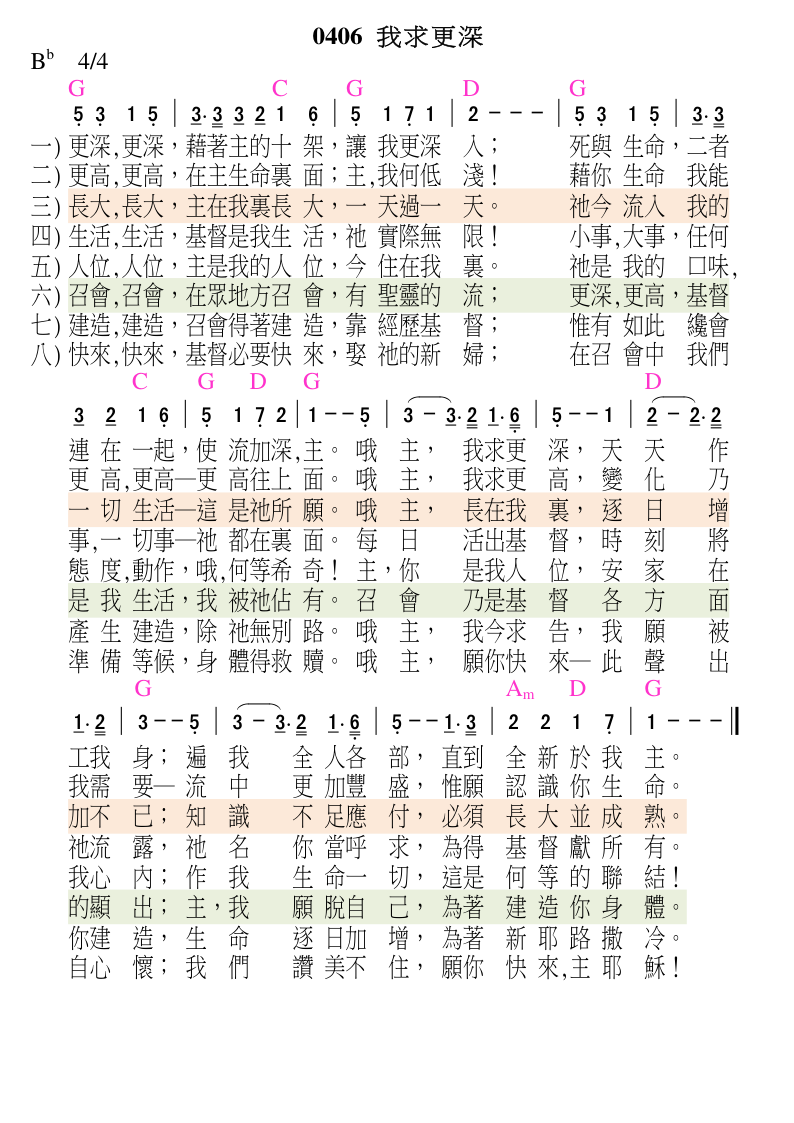 0406 我求更深
B♭ 4/4
G C G D G
5̣ 3̣ 1 5̣ | 3· 3 3 2 1 6̣ | 5̣ 1 7̣ 1 | 2 - - - | 5̣ 3̣ 1 5̣ | 3· 3
一) 更深,更深，藉著主的十 架，讓 我更深 入； 死與 生命，二者
二) 更高,更高，在主生命裏 面；主,我何低 淺！ 藉你 生命 我能
三) 長大,長大，主在我裏長 大，一 天過一 天。 祂今 流入 我的
四) 生活,生活，基督是我生 活，祂 實際無 限！ 小事,大事，任何
五) 人位,人位，主是我的人 位，今 住在我 裏。 祂是 我的 口味,
六) 召會,召會，在眾地方召 會，有 聖靈的 流； 更深,更高，基督
七) 建造,建造，召會得著建 造，靠 經歷基 督； 惟有 如此 纔會
八) 快來,快來，基督必要快 來，娶 祂的新 婦； 在召 會中 我們
C G D G D
3 2 1 6̣ | 5̣ 1 7̣ 2 | 1 - - 5̣ | 3 - 3· 2 1· 6̣ | 5̣ - - 1 | 2 - 2· 2
連 在 一起，使 流加深,主。哦 主， 我求更 深，天 天 作
更 高,更高—更 高往上 面。哦 主， 我求更 高，變 化 乃
一 切 生活—這 是祂所 願。哦 主， 長在我 裏，逐 日 增
事,一 切事—祂 都在裏 面。每 日 活出基 督，時 刻 將
態 度,動作，哦,何等希 奇！主,你 是我人 位，安 家 在
是 我 生活，我 被祂佔 有。召 會 乃是基 督 各 方 面
產 生 建造，除 祂無別 路。哦 主， 我今求 告，我 願 被
準 備 等候，身 體得救 贖。哦 主， 願你快 來—此 聲 出
G Am D G
1· 2 | 3 - - 5̣ | 3 - 3· 2 1· 6̣ | 5̣ - - 1· 3 | 2 2 1 7̣ | 1 - - - ‖
工我 身；遍 我 全 人各 部，直到 全 新 於 我 主。
我需 要—流 中 更 加豐 盛，惟願 認 識 你 生 命。
加不 已；知 識 不 足應 付，必須 長 大 並 成 熟。
祂流 露，祂 名 你 當呼 求，為得 基 督 獻 所 有。
我心 內；作 我 生 命一 切，這是 何 等 的 聯 結！
的顯 出；主，我 願 脫自 己，為著 建 造 你 身 體。
你建 造，生 命 逐 日加 增，為著 新 耶 路 撒 冷。
自心 懷；我 們 讚 美不 住，願你 快 來,主 耶 穌！